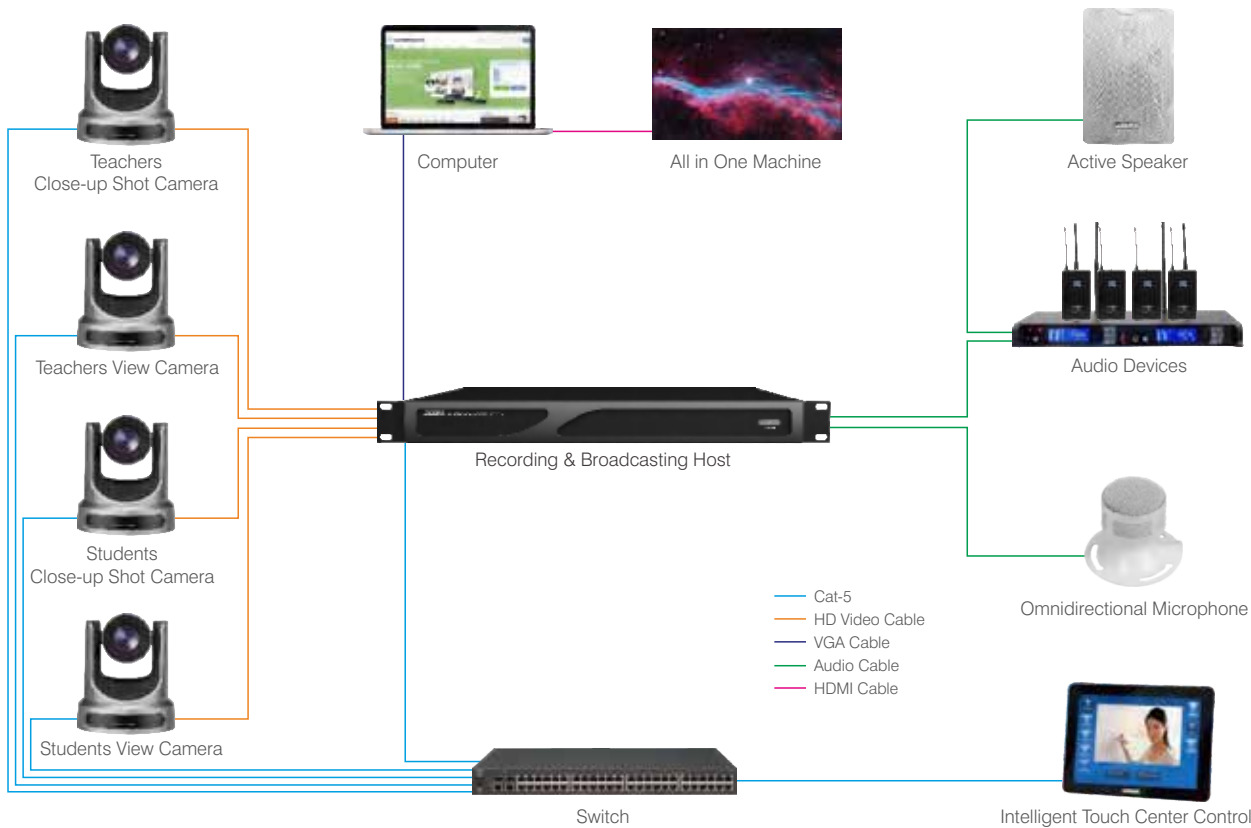 Teachers
Close-up Shot Camera
Computer
All in One Machine
Active Speaker
Teachers View Camera
Audio Devices
Recording & Broadcasting Host
Students
Close-up Shot Camera
Cat-5
HD Video Cable
VGA Cable
Audio Cable
HDMI Cable
Omnidirectional Microphone
Students View Camera
Switch
Intelligent Touch Center Control